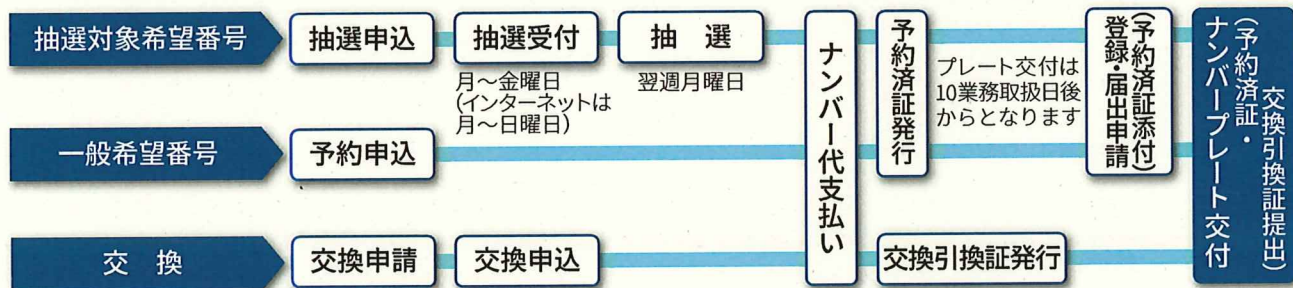 抽選対象希望番号
抽選申込
抽選受付
月～金曜日
(インターネットは
月～日曜日)
抽　選
翌週月曜日
一般希望番号
予約申込
交　換
交換申請
交換申込
ナンバー代支払い
予約済証発行
プレート交付は
10業務取扱日後
からとなります
交換引換証発行
登録・届出申請
(予約済証添付)
ナンバープレート交付
(予約済証・
交換引換証提出)